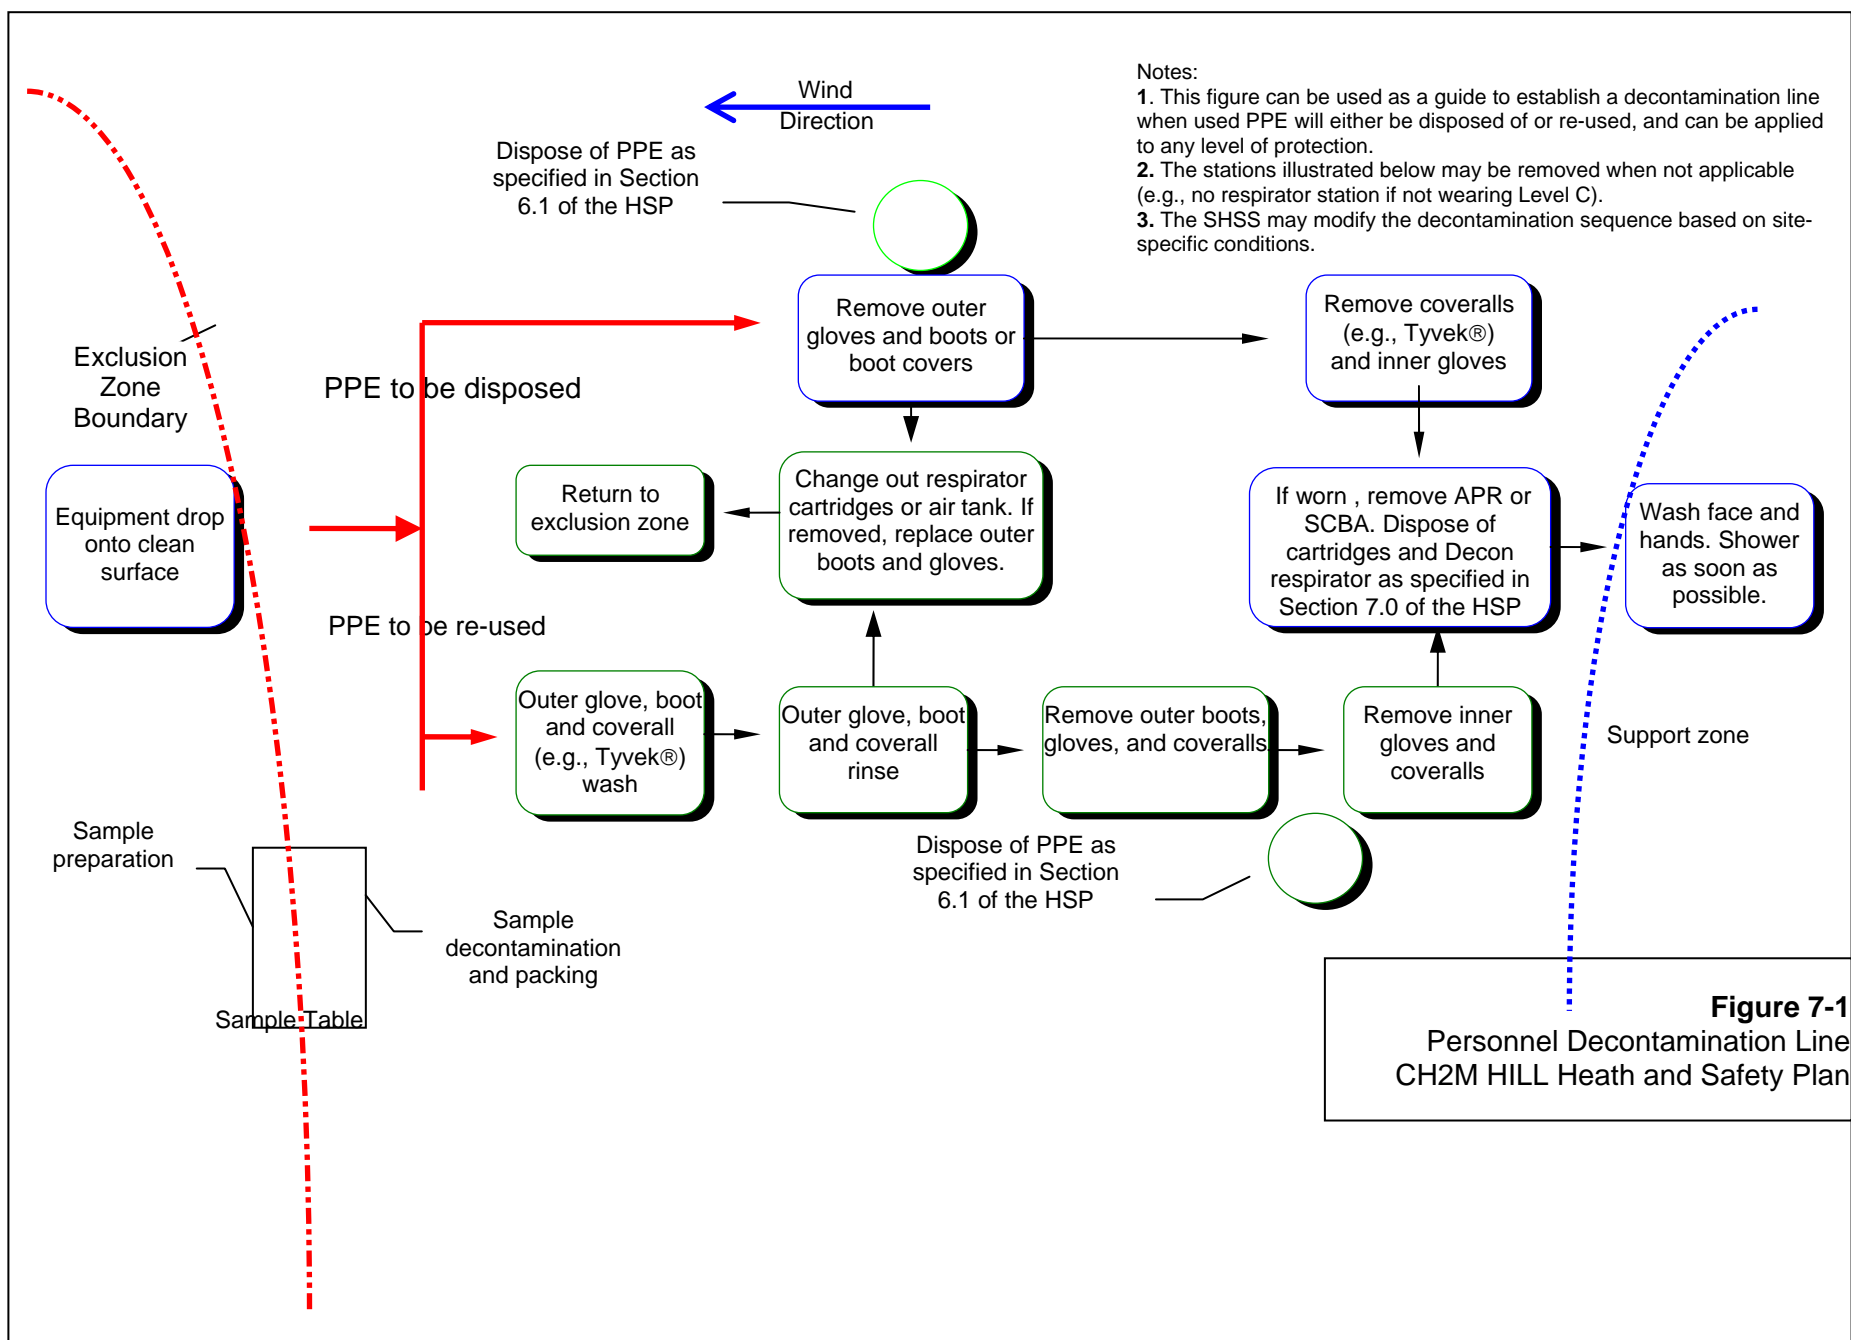 Wind
Direction
Notes:
1. This figure can be used as a guide to establish a decontamination line
when used PPE will either be disposed of or re-used, and can be applied
to any level of protection.
2. The stations illustrated below may be removed when not applicable
(e.g., no respirator station if not wearing Level C).
3. The SHSS may modify the decontamination sequence based on site-
specific conditions.
Dispose of PPE as
specified in Section
6.1 of the HSP
Exclusion
Zone
Boundary
PPE to be disposed
Remove outer
gloves and boots or
boot covers
Remove coveralls
(e.g., Tyvek®)
and inner gloves
Equipment drop
onto clean
surface
Return to
exclusion zone
Change out respirator
cartridges or air tank. If
removed, replace outer
boots and gloves.
If worn , remove APR or
SCBA. Dispose of
cartridges and Decon
respirator as specified in
Section 7.0 of the HSP
Wash face and
hands. Shower
as soon as
possible.
PPE to be re-used
Outer glove, boot
and coverall
(e.g., Tyvek®)
wash
Outer glove, boot
and coverall
rinse
Remove outer boots,
gloves, and coveralls
Remove inner
gloves and
coveralls
Support zone
Sample
preparation
Sample
decontamination
and packing
Sample Table
Dispose of PPE as
specified in Section
6.1 of the HSP
Figure 7-1
Personnel Decontamination Line
CH2M HILL Heath and Safety Plan